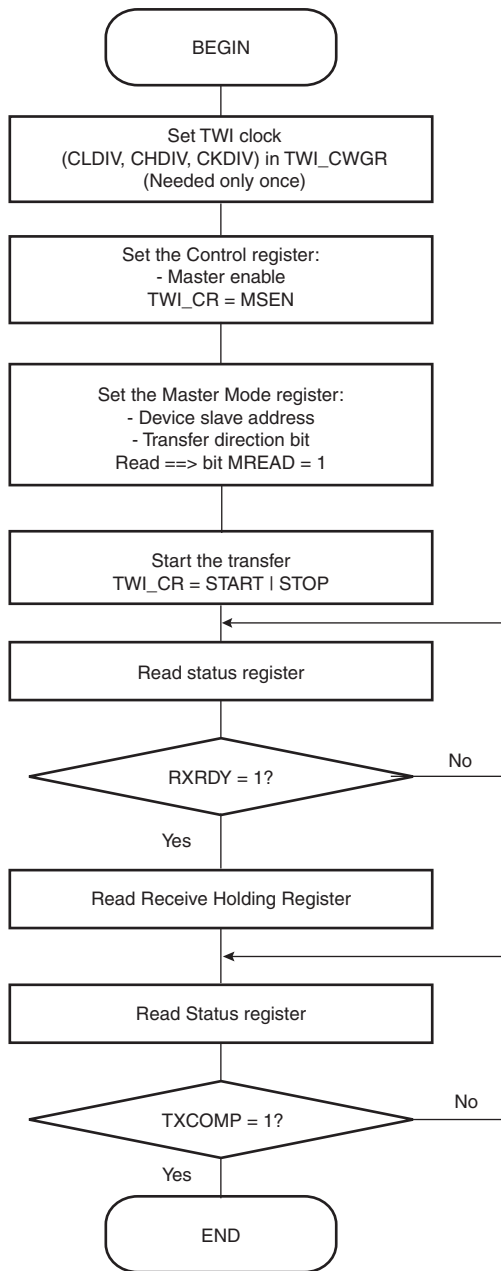 BEGIN
Set TWI clock
(CLDIV, CHDIV, CKDIV) in TWI_CWGR
(Needed only once)
Set the Control register:
- Master enable
TWI_CR = MSEN
Set the Master Mode register:
- Device slave address
- Transfer direction bit
Read ==> bit MREAD = 1
Start the transfer
TWI_CR = START | STOP
Read status register
RXRDY = 1?
No
Yes
Read Receive Holding Register
Read Status register
TXCOMP = 1?
No
Yes
END